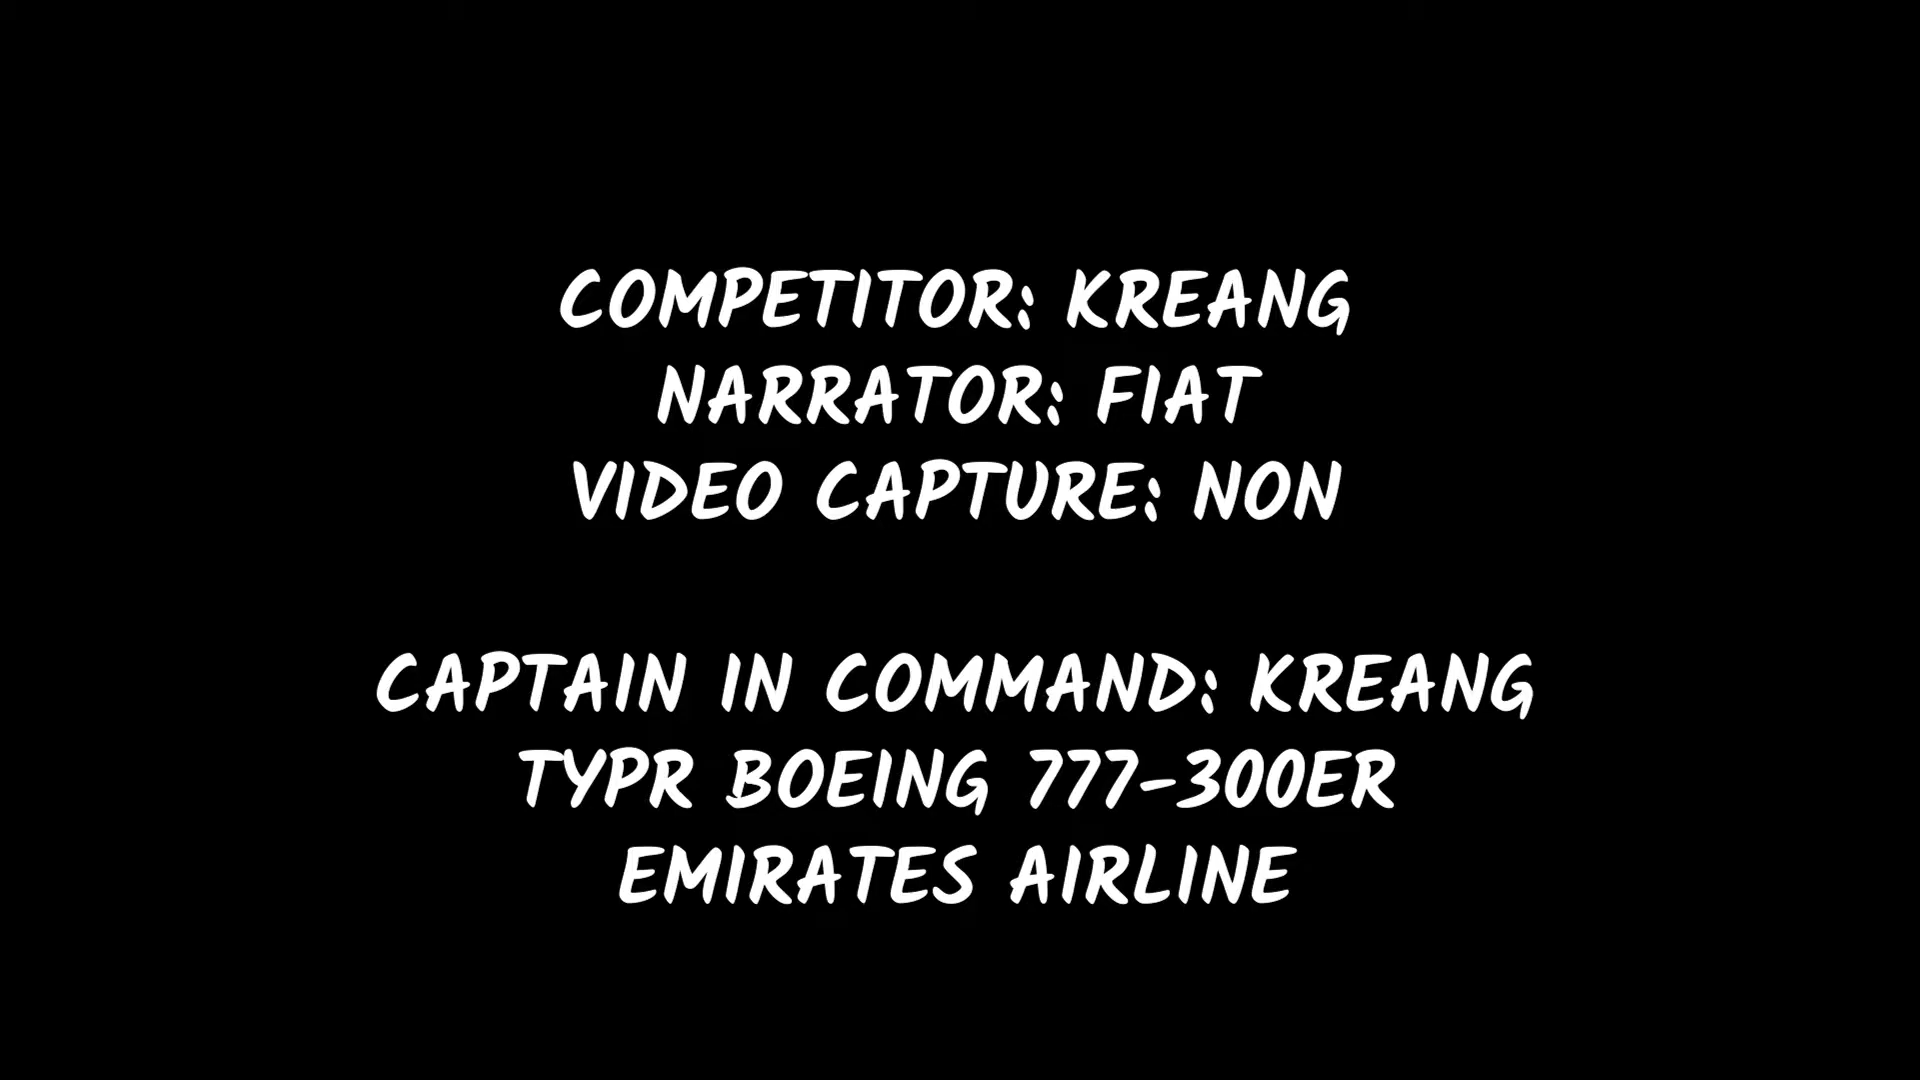 COMPETITOR: KREANG
NARRATOR: FIAT
VIDEO CAPTURE: NON
CAPTAIN IN COMMAND: KREANG
TYPR BOEING 777-300ER
EMIRATES AIRLINE